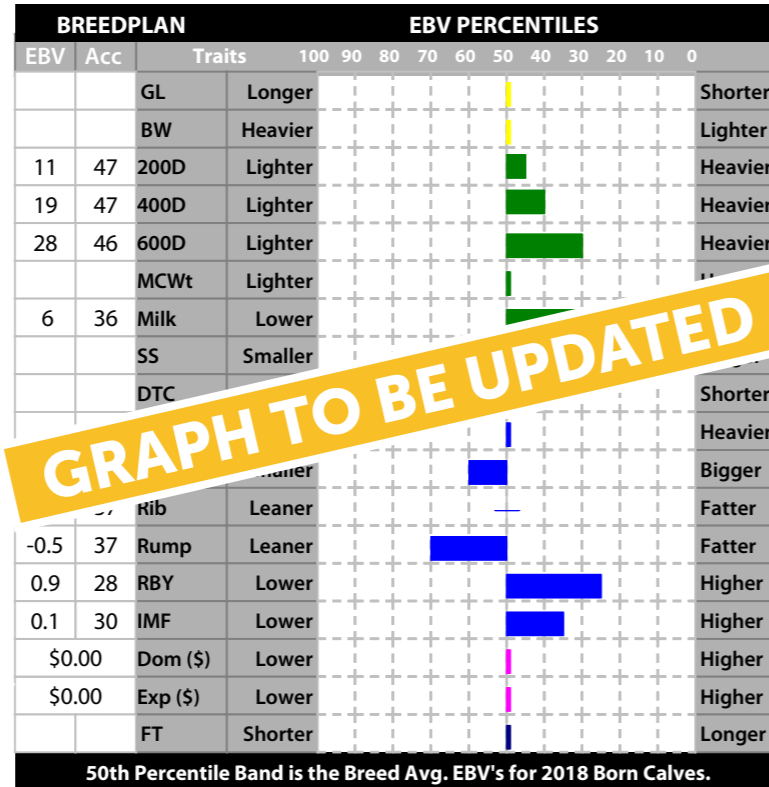 BREEDPLAN EBV PERCENTILES
EBV Acc Traits 100 90 80 70 60 50 40 30 20 10 0
GL Longer Shorter
BW Heavier Lighter
11 47 200D Lighter Heavier
19 47 400D Lighter Heavier
28 46 600D Lighter Heavier
MCWt Lighter
6 36 Milk Lower
SS Smaller
DTC Shorter
GRAPH TO BE UPDATED
Heavier
Bigger
Rib Leaner Fatter
-0.5 37 Rump Leaner Fatter
0.9 28 RBY Lower Higher
0.1 30 IMF Lower Higher
$0.00 Dom ($) Lower Higher
$0.00 Exp ($) Lower Higher
FT Shorter Longer
50th Percentile Band is the Breed Avg. EBV's for 2018 Born Calves.